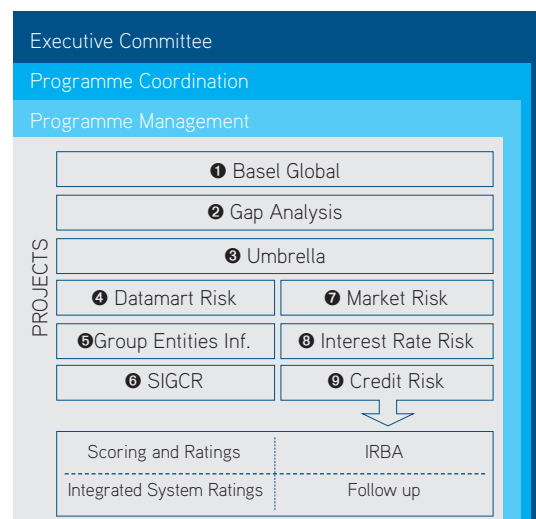 Executive Committee
Programme Coordination
Programme Management
PROJECTS
❶ Basel Global
❷ Gap Analysis
❸ Umbrella
❹ Datamart Risk
❼ Market Risk
❺Group Entities Inf.
❽ Interest Rate Risk
❻ SIGCR
❾ Credit Risk
Scoring and Ratings
IRBA
Integrated System Ratings
Follow up